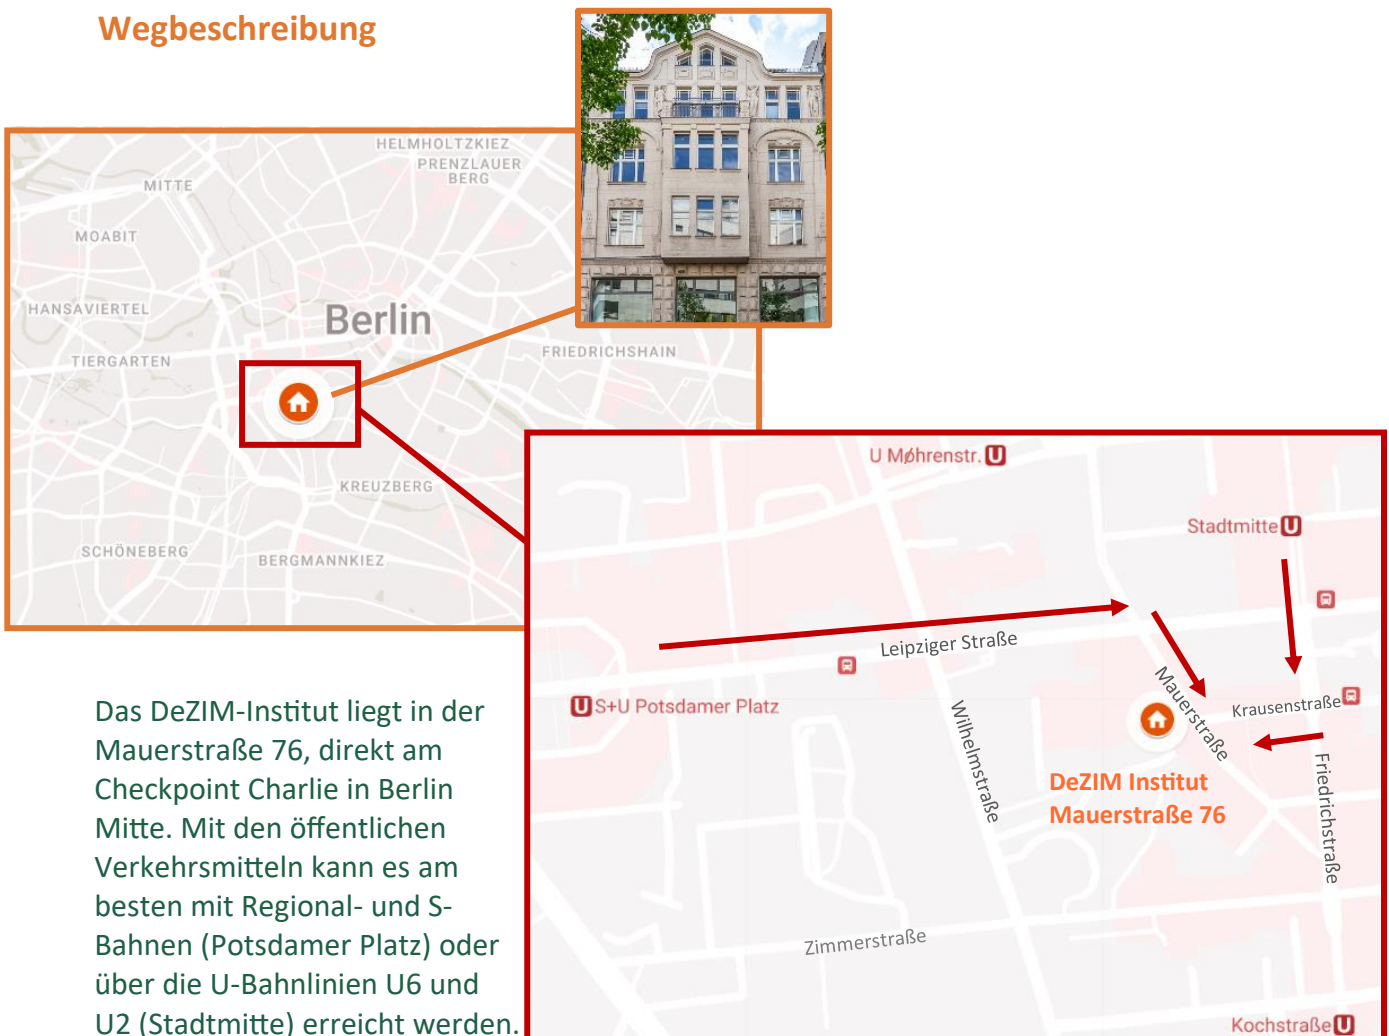 Wegbeschreibung
HELMHOLTZKIEZ
PRENZLAUER
BERG
MITTE
MOABIT
HANSAVIERTEL
Berlin
TIERGARTEN
FRIEDRICHSHAIN
KREUZBERG
SCHÖNEBERG
BERGMANNKIEZ
U Møhrenstr. U
Stadtmitte U
Leipziger Straße
U S+U Potsdamer Platz
Mauerstraße
Krausenstraße
Wilhelmstraße
DeZIM Institut
Mauerstraße 76
Friedrichstraße
Zimmerstraße
Kochstraße U
Das DeZIM-Institut liegt in der
Mauerstraße 76, direkt am
Checkpoint Charlie in Berlin
Mitte. Mit den öffentlichen
Verkehrsmitteln kann es am
besten mit Regional- und S-
Bahnen (Potsdamer Platz) oder
über die U-Bahnlinien U6 und
U2 (Stadtmitte) erreicht werden.